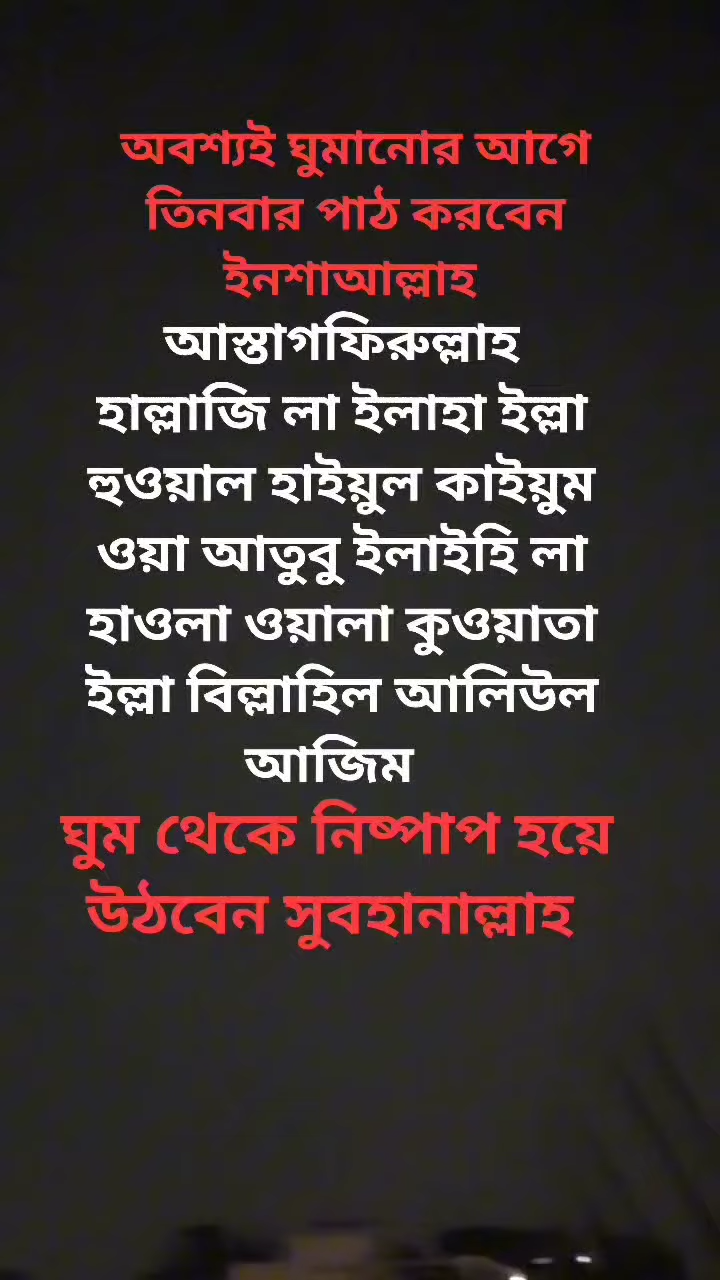 অবশ্যই ঘুমানোর আগে
তিনবার পাঠ করবেন
ইনশাআল্লাহ
আস্তাগফিরুল্লাহ
হাল্লাজি লা ইলাহা ইল্লা
হুওয়াল হাইয়ুল কাইয়ুম
ওয়া আতুবু ইলাইহি লা
হাওলা ওয়ালা কুওয়াতা
ইল্লা বিল্লাহিল আলিউল
আজিম
ঘুম থেকে নিষ্পাপ হয়ে
উঠবেন সুবহানাল্লাহ